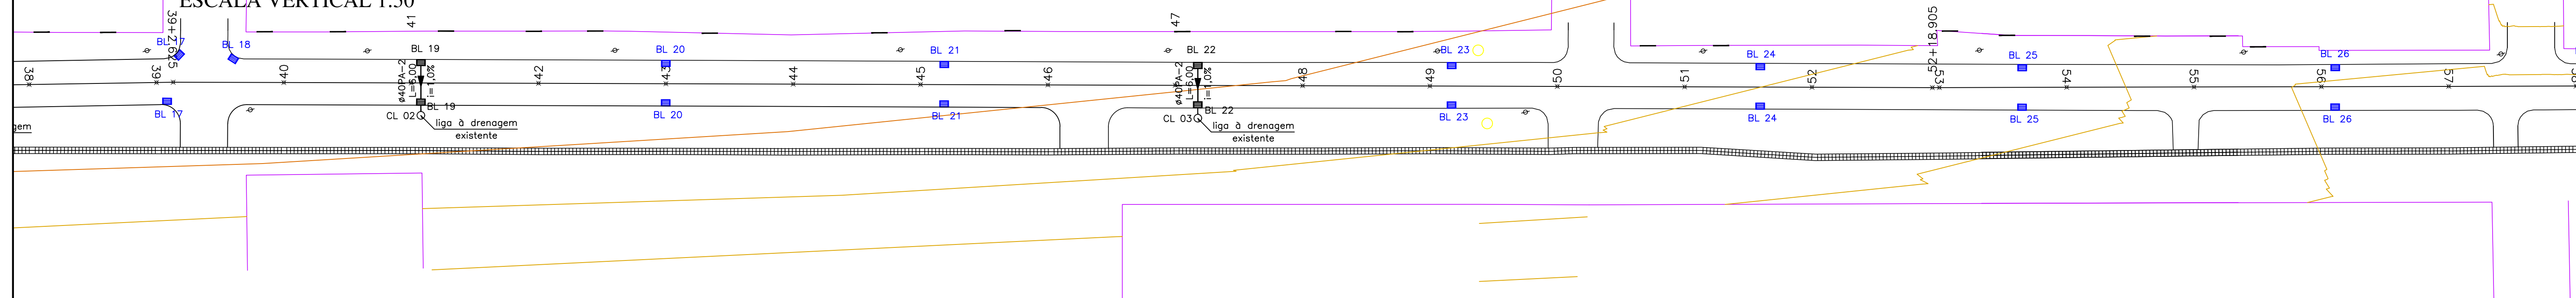 ESCALA VERTICAL 1:50
39+2,625
41
47
52+18,905
BL 17
BL 18
BL 19
BL 20
BL 21
BL 22
BL 23
BL 24
BL 25
BL 26
38
39
40
ø40PA-2
L=6,00
i=1,0%
42
43
44
45
46
ø40PA-2
L=6,00
i=1,0%
48
49
50
51
52
53
54
55
56
57
BL 17
BL 19
BL 20
BL 21
BL 22
BL 23
BL 24
BL 25
BL 26
CL 02
liga à drenagem
existente
CL 03
liga à drenagem
existente
gem